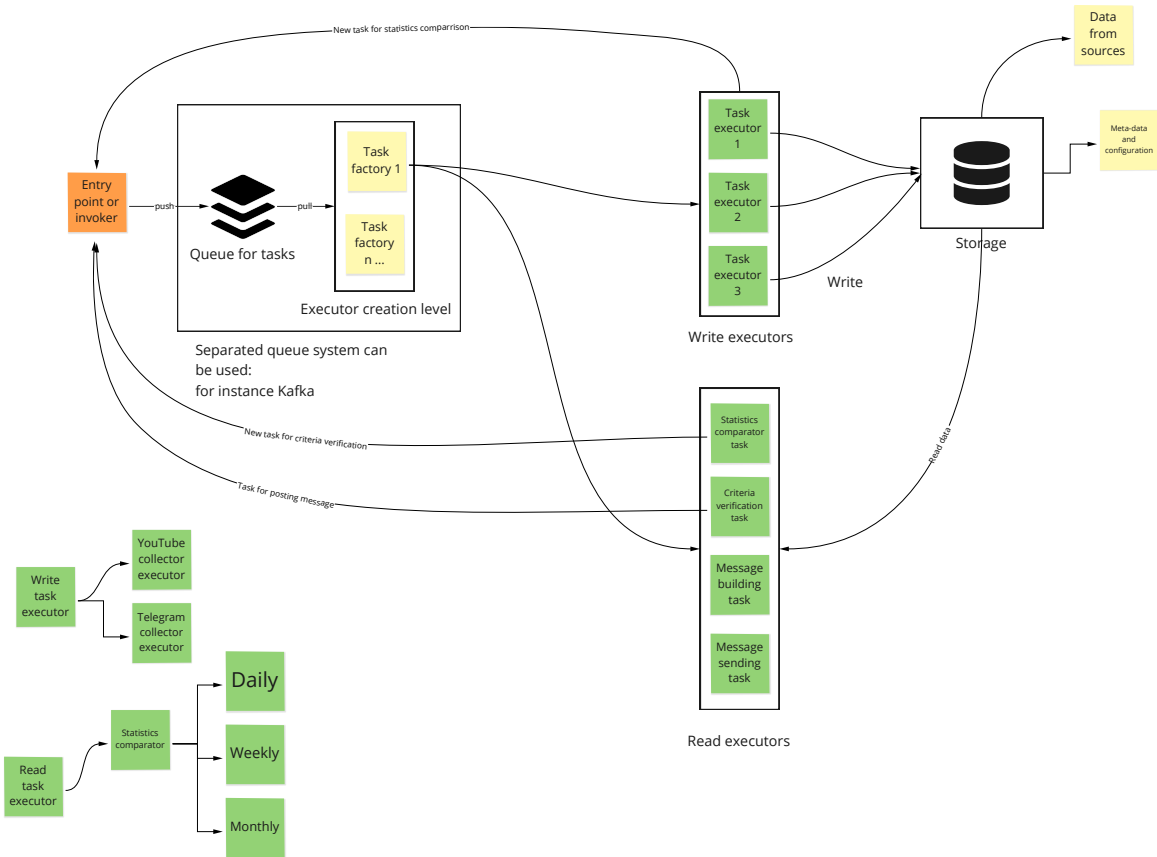 New task for statistics comparrison
Data
from
sources
Task
executor
1
Meta-data
and
configuration
Task
factory 1
Entry
point or
invoker
push
pull
Task
executor
2
Task
factory
n ...
Queue for tasks
Storage
Task
executor
3
Write
Executor creation level
Write executors
Separated queue system can
be used:
for instance Kafka
Statistics
comparator
task
New task for criteria verification
Read data
Criteria
verification
task
Task for posting message
YouTube
collector
executor
Write
task
executor
Telegram
collector
executor
Message
building
task
Message
sending
task
Daily
Statistics
comparator
Weekly
Read executors
Read
task
executor
Monthly